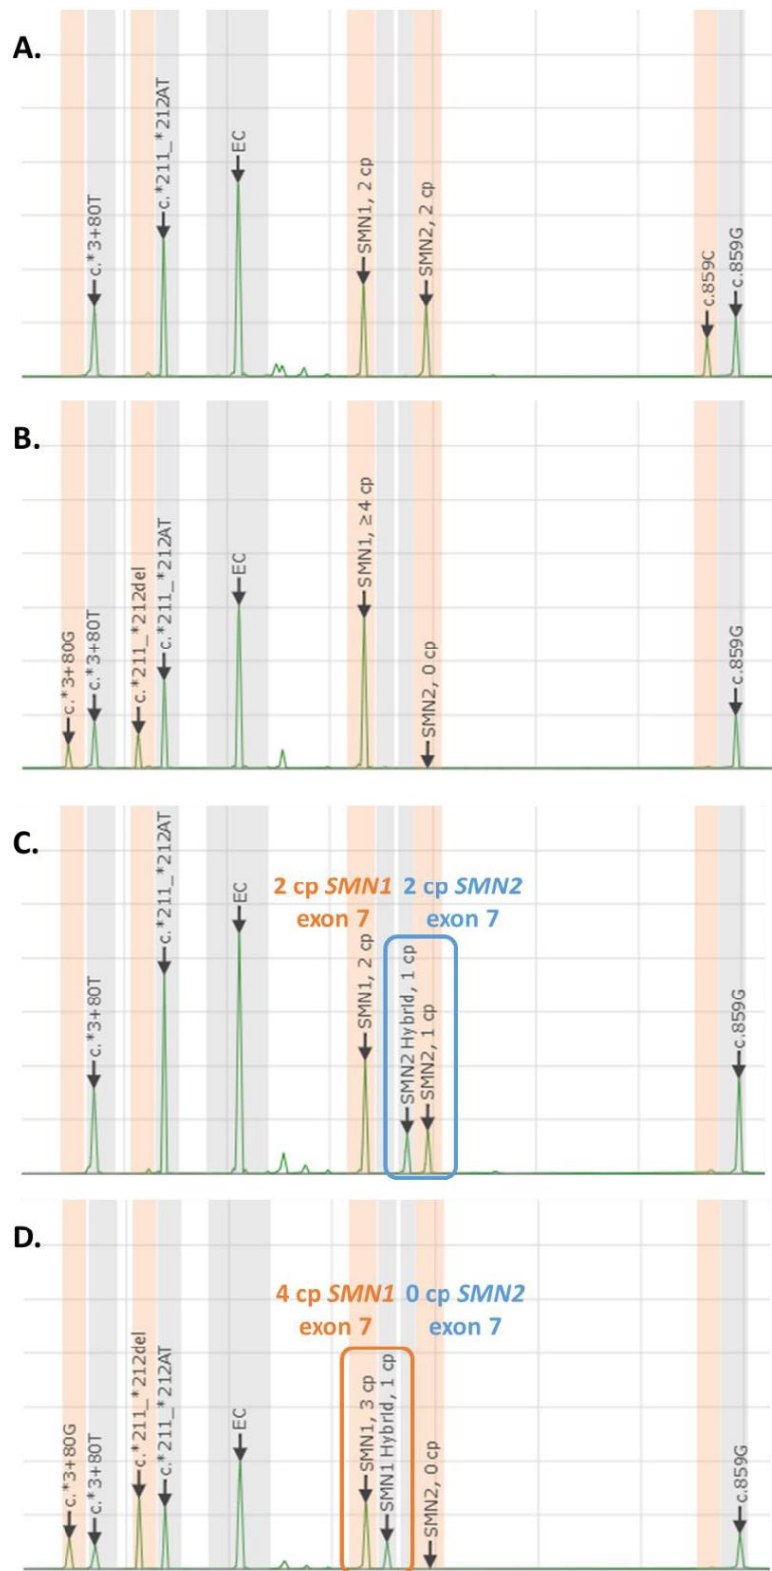 A.
c.*3+80T
c.*211_*212AT
EC
SMN1, 2 cp
SMN2, 2 cp
c.859C
c.859G
B.
c.*3+80G
c.*3+80T
c.*211_*212del
c.*211_*212AT
EC
SMN1, ≥4 cp
SMN2, 0 cp
c.859G
C.
2 cp SMN1 2 cp SMN2
exon 7 exon 7
c.*3+80T
c.*211_*212AT
EC
SMN1, 2 cp
SMN2 Hybrid, 1 cp
SMN2, 1 cp
c.859G
D.
4 cp SMN1 0 cp SMN2
exon 7 exon 7
c.*3+80G
c.*3+80T
c.*211_*212del
c.*211_*212AT
EC
SMN1, 3 cp
SMN1 Hybrid, 1 cp
SMN2, 0 cp
c.859G